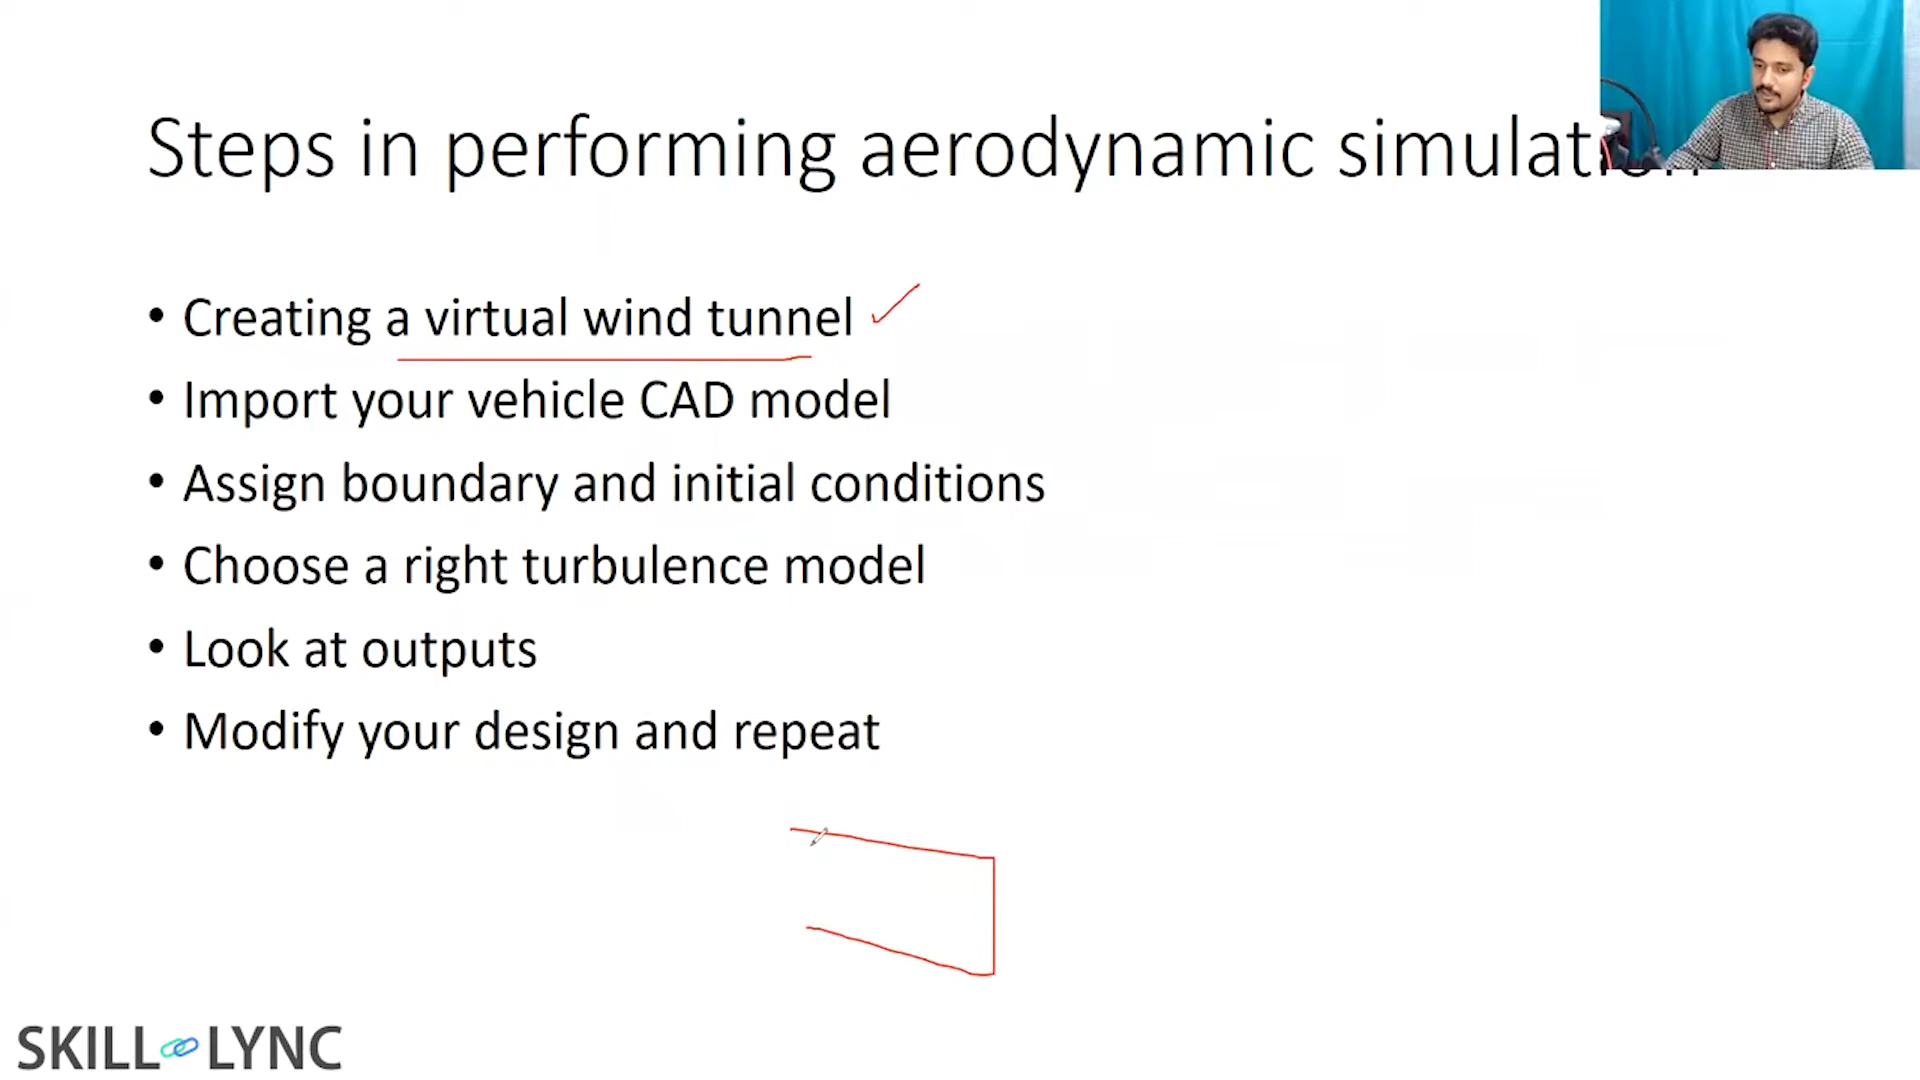 Steps in performing aerodynamic simulation
• Creating a virtual wind tunnel
• Import your vehicle CAD model
• Assign boundary and initial conditions
• Choose a right turbulence model
• Look at outputs
• Modify your design and repeat
SKILL LYNC